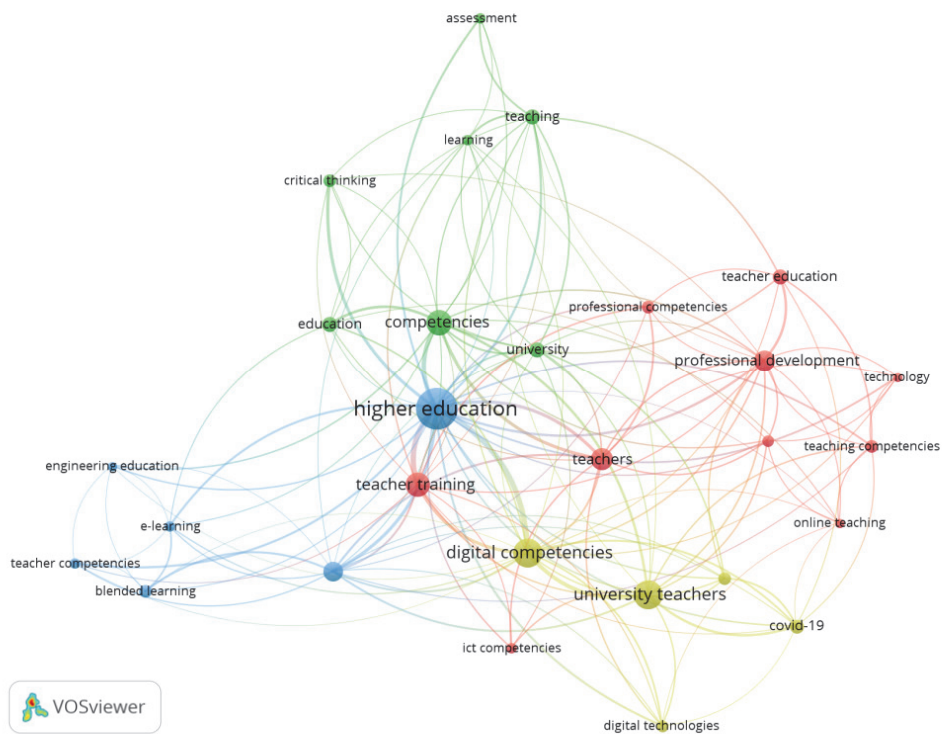 assessment
teaching
learning
critical thinking
teacher education
professional competencies
education
competencies
university
professional development
technology
higher education
teaching competencies
teachers
engineering education
teacher training
online teaching
e-learning
digital competencies
teacher competencies
blended learning
university teachers
covid-19
ict competencies
VOSviewer
digital technologies